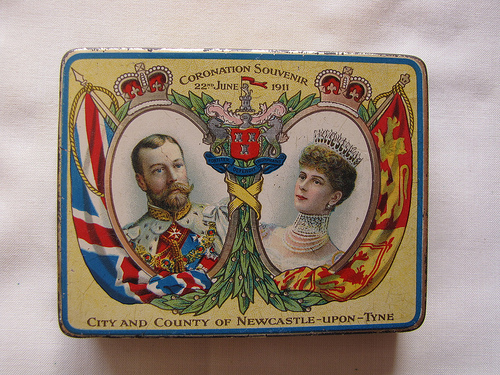 CORONATION SOUVENIR
22ND JUNE 1911
CITY AND COUNTY OF NEWCASTLE-UPON-TYNE